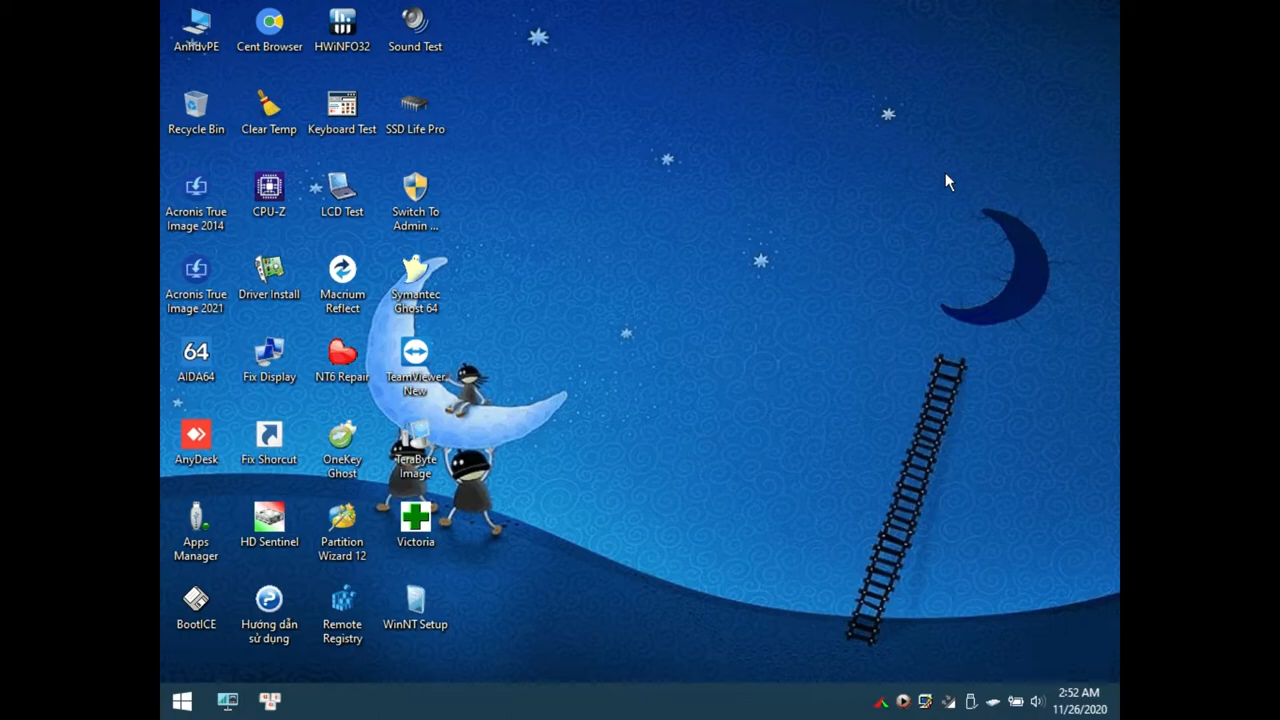 AnhdvPE
Cent Browser
HWiNFO32
Sound Test
Recycle Bin
Clear Temp
Keyboard Test
SSD Life Pro
Acronis True
Image 2014
CPU-Z
LCD Test
Switch To
Admin ...
Acronis True
Image 2021
Driver Install
Macrium
Reflect
Symantec
Ghost 64
64
AIDA64
Fix Display
NT6 Repair
TeamViewer
New
AnyDesk
Fix Shorcut
OneKey
Ghost
TeraByte
Image
Apps
Manager
HD Sentinel
Partition
Wizard 12
Victoria
BootICE
Hướng dẫn
sử dụng
Remote
Registry
WinNT Setup
2:52 AM
11/26/2020